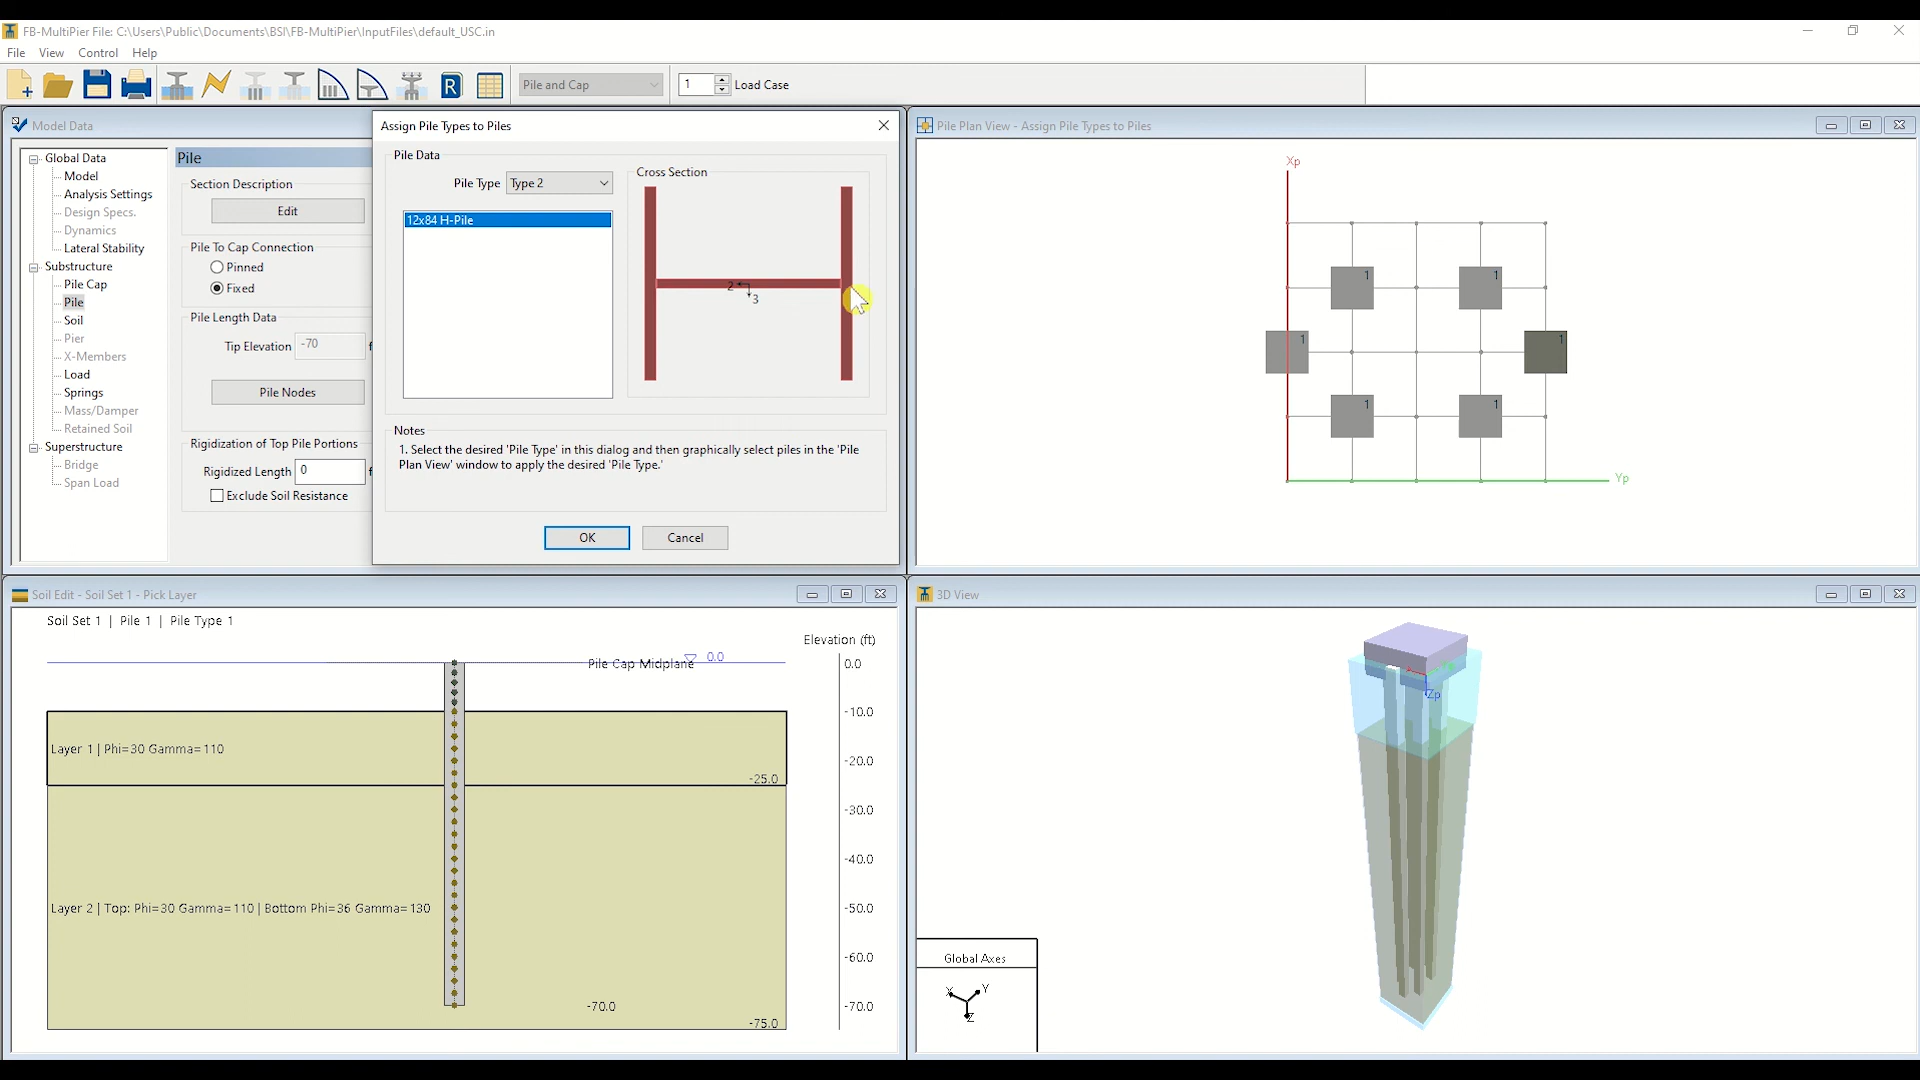 FB-MultiPier File: C:\Users\Public\Documents\BSI\FB-MultiPier\InputFiles\default_USC.in
File View Control Help
R Pile and Cap 1 Load Case
Model Data
Global Data
Model
Analysis Settings
Design Specs.
Dynamics
Lateral Stability
Substructure
Pile Cap
Pile
Soil
Pier
X-Members
Load
Springs
Mass/Damper
Retained Soil
Superstructure
Bridge
Span Load
Pile
Section Description
Edit
Pile To Cap Connection
Pinned
Fixed
Pile Length Data
Tip Elevation -70 f
Pile Nodes
Rigidization of Top Pile Portions
Rigidized Length 0 f
Exclude Soil Resistance
Assign Pile Types to Piles
Pile Data
Pile Type Type 2
12x84 H-Pile
Cross Section
2
3
Notes
1. Select the desired 'Pile Type' in this dialog and then graphically select piles in the 'Pile
Plan View' window to apply the desired 'Pile Type.'
OK Cancel
Pile Plan View - Assign Pile Types to Piles
Xp
1 1
1 1
1 1
Yp
Soil Edit - Soil Set 1 - Pick Layer
Soil Set 1 | Pile 1 | Pile Type 1
Elevation (ft)
Pile Cap Midplane 0.0
0.0
-10.0
Layer 1 | Phi=30 Gamma=110
-20.0
-25.0
-30.0
-40.0
Layer 2 | Top: Phi=30 Gamma=110 | Bottom Phi=36 Gamma=130
-50.0
-60.0
-70.0
-70.0
-75.0
3D View
Zp
Global Axes
X Y
Z